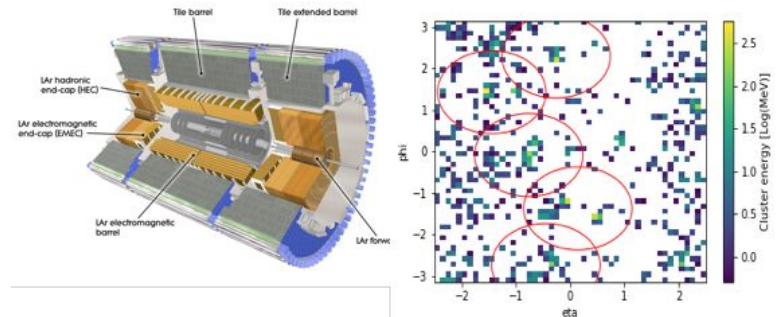 Tile barrel
Tile extended barrel
LAr hadronic
end-cap (HEC)
LAr electromagnetic
end-cap (EMEC)
LAr electromagnetic
barrel
LAr forw
3
2
1
0
−1
−2
−3
phi
−2
−1
0
1
2
eta
2.5
2.0
1.5
1.0
0.5
0.0
Cluster energy [Log(MeV)]